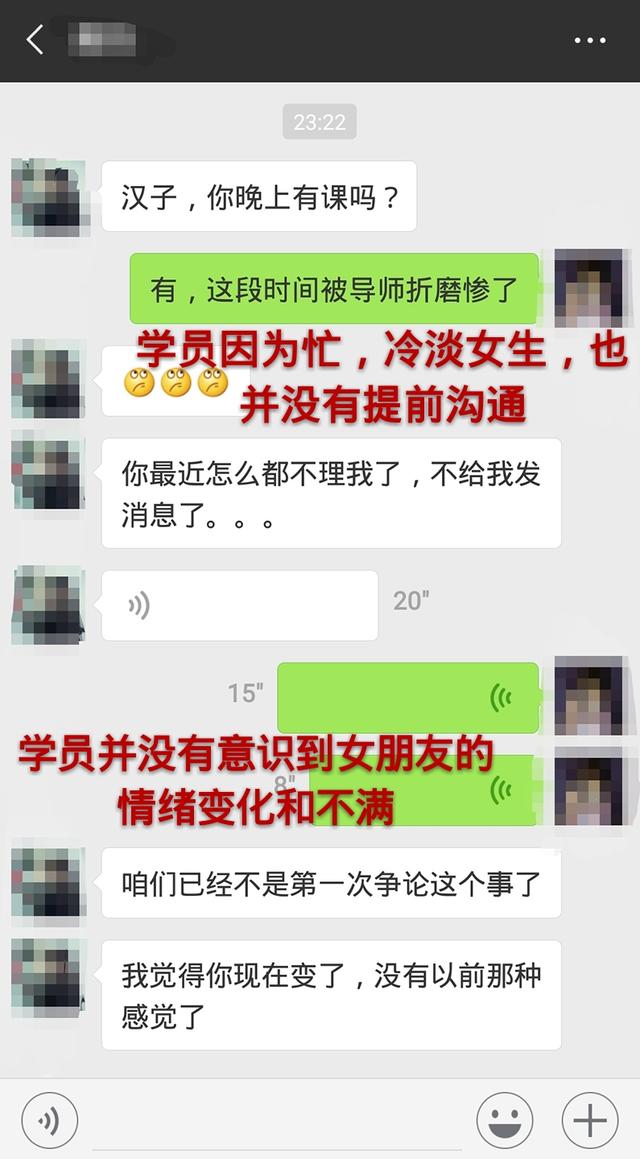 23:22
汉子，你晚上有课吗？
有，这段时间被导师折磨惨了
学员因为忙，冷淡女生，也
并没有提前沟通
你最近怎么都不理我了，不给我发
消息了。。。
20"
15"
学员并没有意识到女朋友的
8"
情绪变化和不满
咱们已经不是第一次争论这个事了
我觉得你现在变了，没有以前那种
感觉了